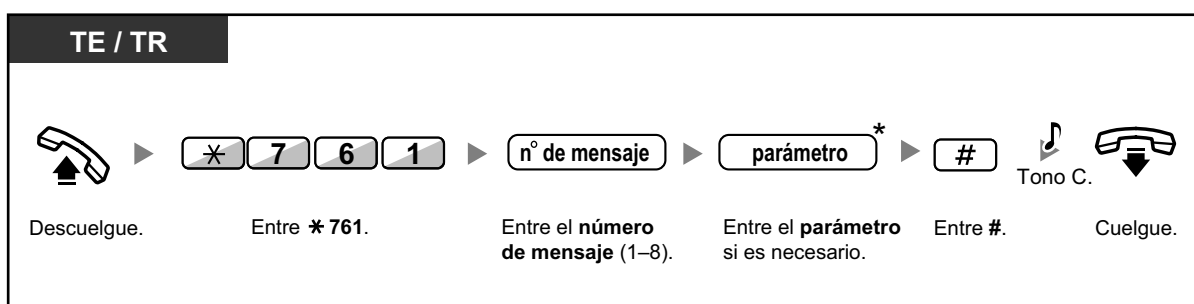 TE / TR
* 7 6 1 n° de mensaje parámetro* #
Tono C.
Descuelgue. Entre * 761. Entre el número Entre el parámetro Entre #. Cuelgue.
de mensaje (1–8). si es necesario.